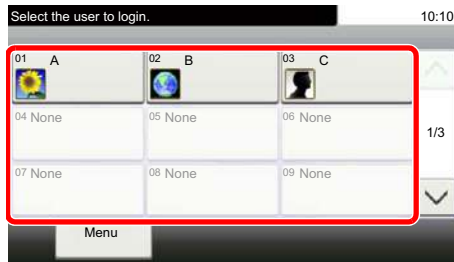 Select the user to login. 10:10
01 A 02 B 03 C
04 None 05 None 06 None
1/3
07 None 08 None 09 None
Menu